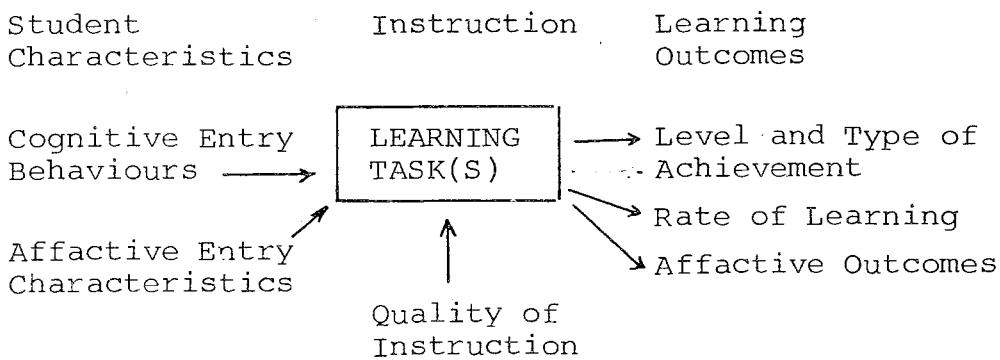 Student Characteristics
Instruction
Learning Outcomes
Cognitive Entry Behaviours
LEARNING TASK(S)
Level and Type of Achievement
Rate of Learning
Affactive Entry Characteristics
Affactive Outcomes
Quality of Instruction